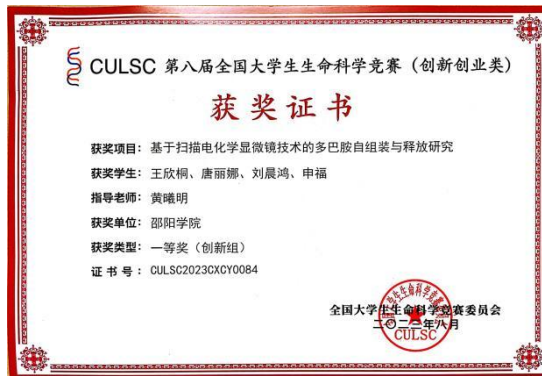 CULSC 第八届全国大学生生命科学竞赛（创新创业类）
获奖证书
获奖项目：基于扫描电化学显微镜技术的多巴胺自组装与释放研究
获奖学生：王欣桐、唐丽娜、刘晨鸿、申福
指导老师：黄曦明
获奖单位：邵阳学院
获奖类型：一等奖（创新组）
证书号：CULSC2023CXCY0084
全国大学生生命科学竞赛委员会
二〇二三年八月
CULSC